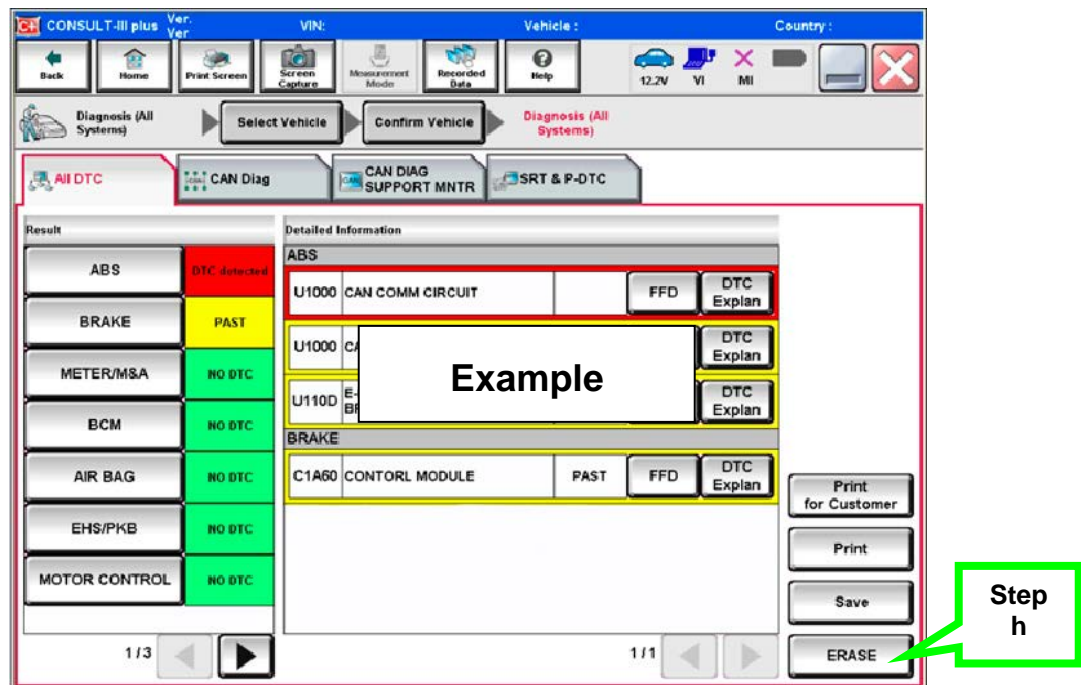 CONSULT-III plus Ver.
Ver
VIN:
Vehicle :
Country :
Back
Home
Print Screen
Screen
Capture
Measurement
Mode
Recorded
Data
Help
12.2V
VI
MI
Diagnosis (All
Systems)
Select Vehicle
Confirm Vehicle
Diagnosis (All
Systems)
All DTC
CAN Diag
CAN DIAG
SUPPORT MNTR
SRT & P-DTC
Result
ABS DTC detected
BRAKE PAST
METER/M&A NO DTC
BCM NO DTC
AIR BAG NO DTC
EHS/PKB NO DTC
MOTOR CONTROL NO DTC
1/3
Detailed Information
ABS
U1000 CAN COMM CIRCUIT FFD DTC
Explan
U1000 DTC
Explan
U110D DTC
Explan
Example
BRAKE
C1A60 CONTORL MODULE PAST FFD DTC
Explan
1/1
Print
for Customer
Print
Save
ERASE
Step
h